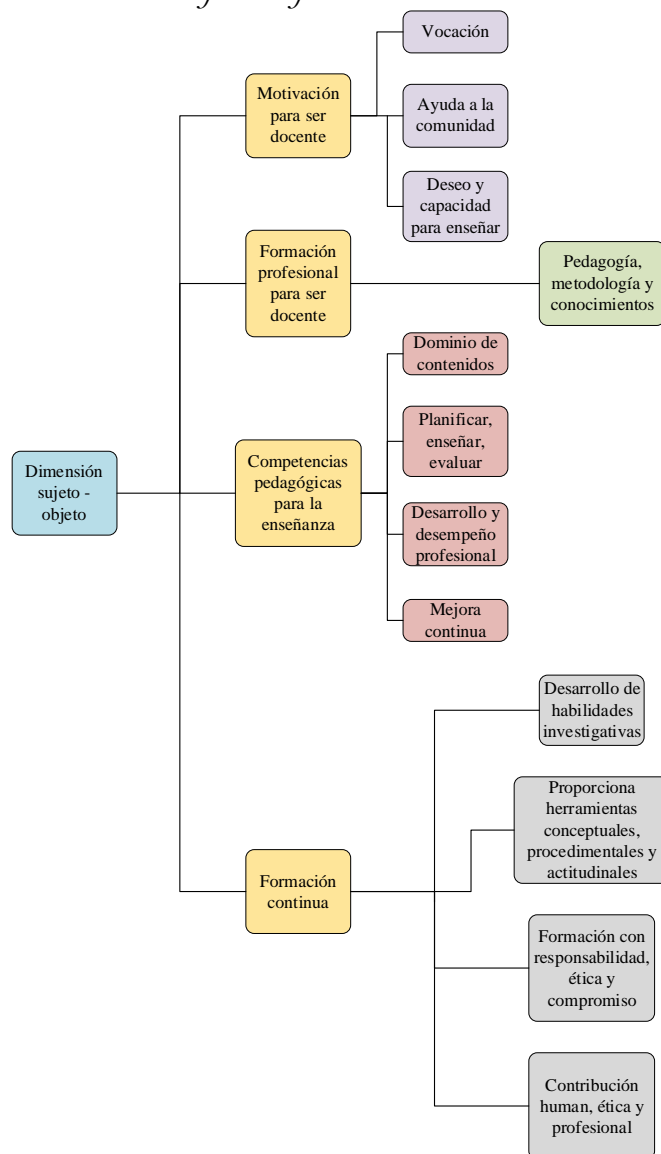 Vocación
Motivación
para ser
docente
Ayuda a la
comunidad
Deseo y
capacidad
para enseñar
Formación
profesional
para ser
docente
Pedagogía,
metodología y
conocimientos
Dominio de
contenidos
Planificar,
enseñar,
evaluar
Dimensión
sujeto -
objeto
Competencias
pedagógicas
para la
enseñanza
Desarrollo y
desempeño
profesional
Mejora
continua
Desarrollo de
habilidades
investigativas
Proporciona
herramientas
conceptuales,
procedimentales y
actitudinales
Formación
continua
Formación con
responsabilidad,
ética y
compromiso
Contribución
human, ética y
profesional